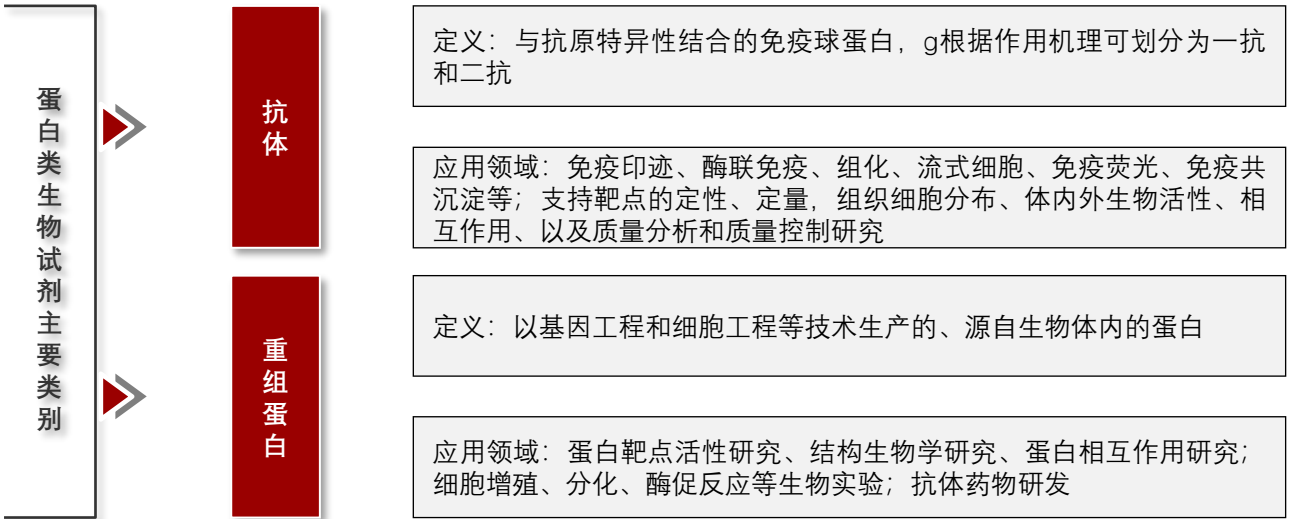 蛋白类生物试剂主要类别
抗体
定义：与抗原特异性结合的免疫球蛋白，g根据作用机理可划分为一抗
和二抗
应用领域：免疫印迹、酶联免疫、组化、流式细胞、免疫荧光、免疫共
沉淀等；支持靶点的定性、定量，组织细胞分布、体内外生物活性、相
互作用、以及质量分析和质量控制研究
重组蛋白
定义：以基因工程和细胞工程等技术生产的、源自生物体内的蛋白
应用领域：蛋白靶点活性研究、结构生物学研究、蛋白相互作用研究；
细胞增殖、分化、酶促反应等生物实验；抗体药物研发